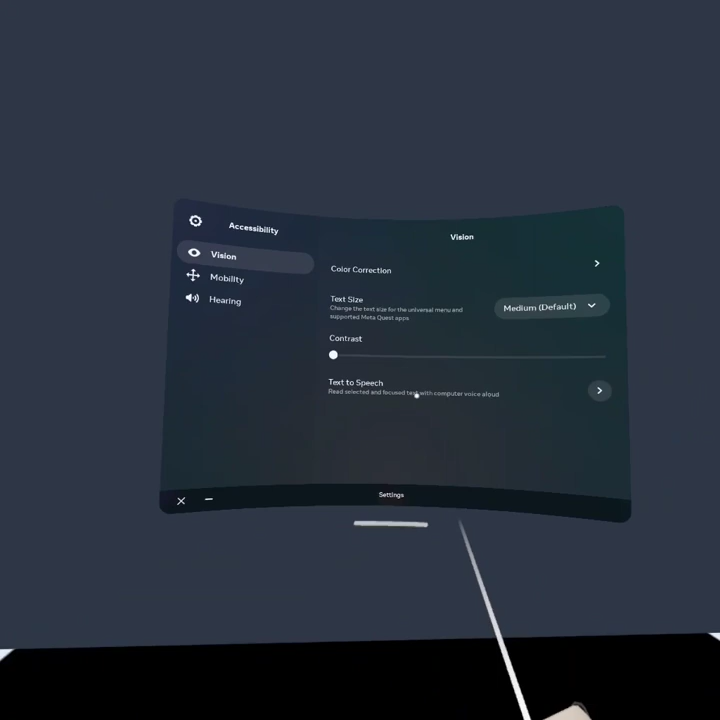 Accessibility
Vision
Mobility
Hearing
Vision
Color Correction
Text Size
Change the text size for the universal menu and
supported Meta Quest apps
Medium (Default)
Contrast
Text to Speech
Read selected and focused text with computer voice aloud
Settings